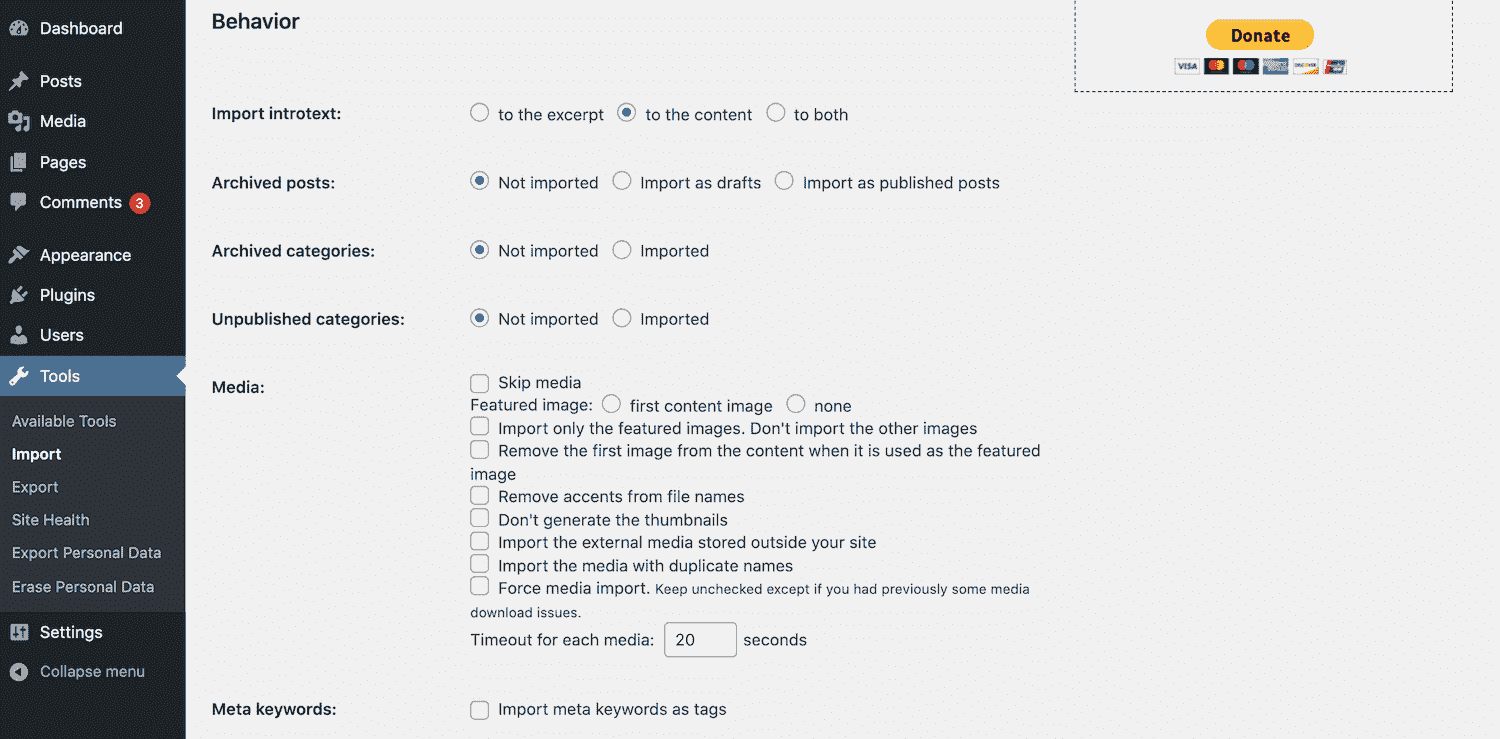 Dashboard
Posts
Media
Pages
Comments 3
Appearance
Plugins
Users
Tools
Available Tools
Import
Export
Site Health
Export Personal Data
Erase Personal Data
Settings
Collapse menu
Behavior
Donate
VISA
Import introtext: to the excerpt to the content to both
Archived posts: Not imported Import as drafts Import as published posts
Archived categories: Not imported Imported
Unpublished categories: Not imported Imported
Media: Skip media
Featured image: first content image none
Import only the featured images. Don't import the other images
Remove the first image from the content when it is used as the featured
image
Remove accents from file names
Don't generate the thumbnails
Import the external media stored outside your site
Import the media with duplicate names
Force media import. Keep unchecked except if you had previously some media
download issues.
Timeout for each media: 20 seconds
Meta keywords: Import meta keywords as tags